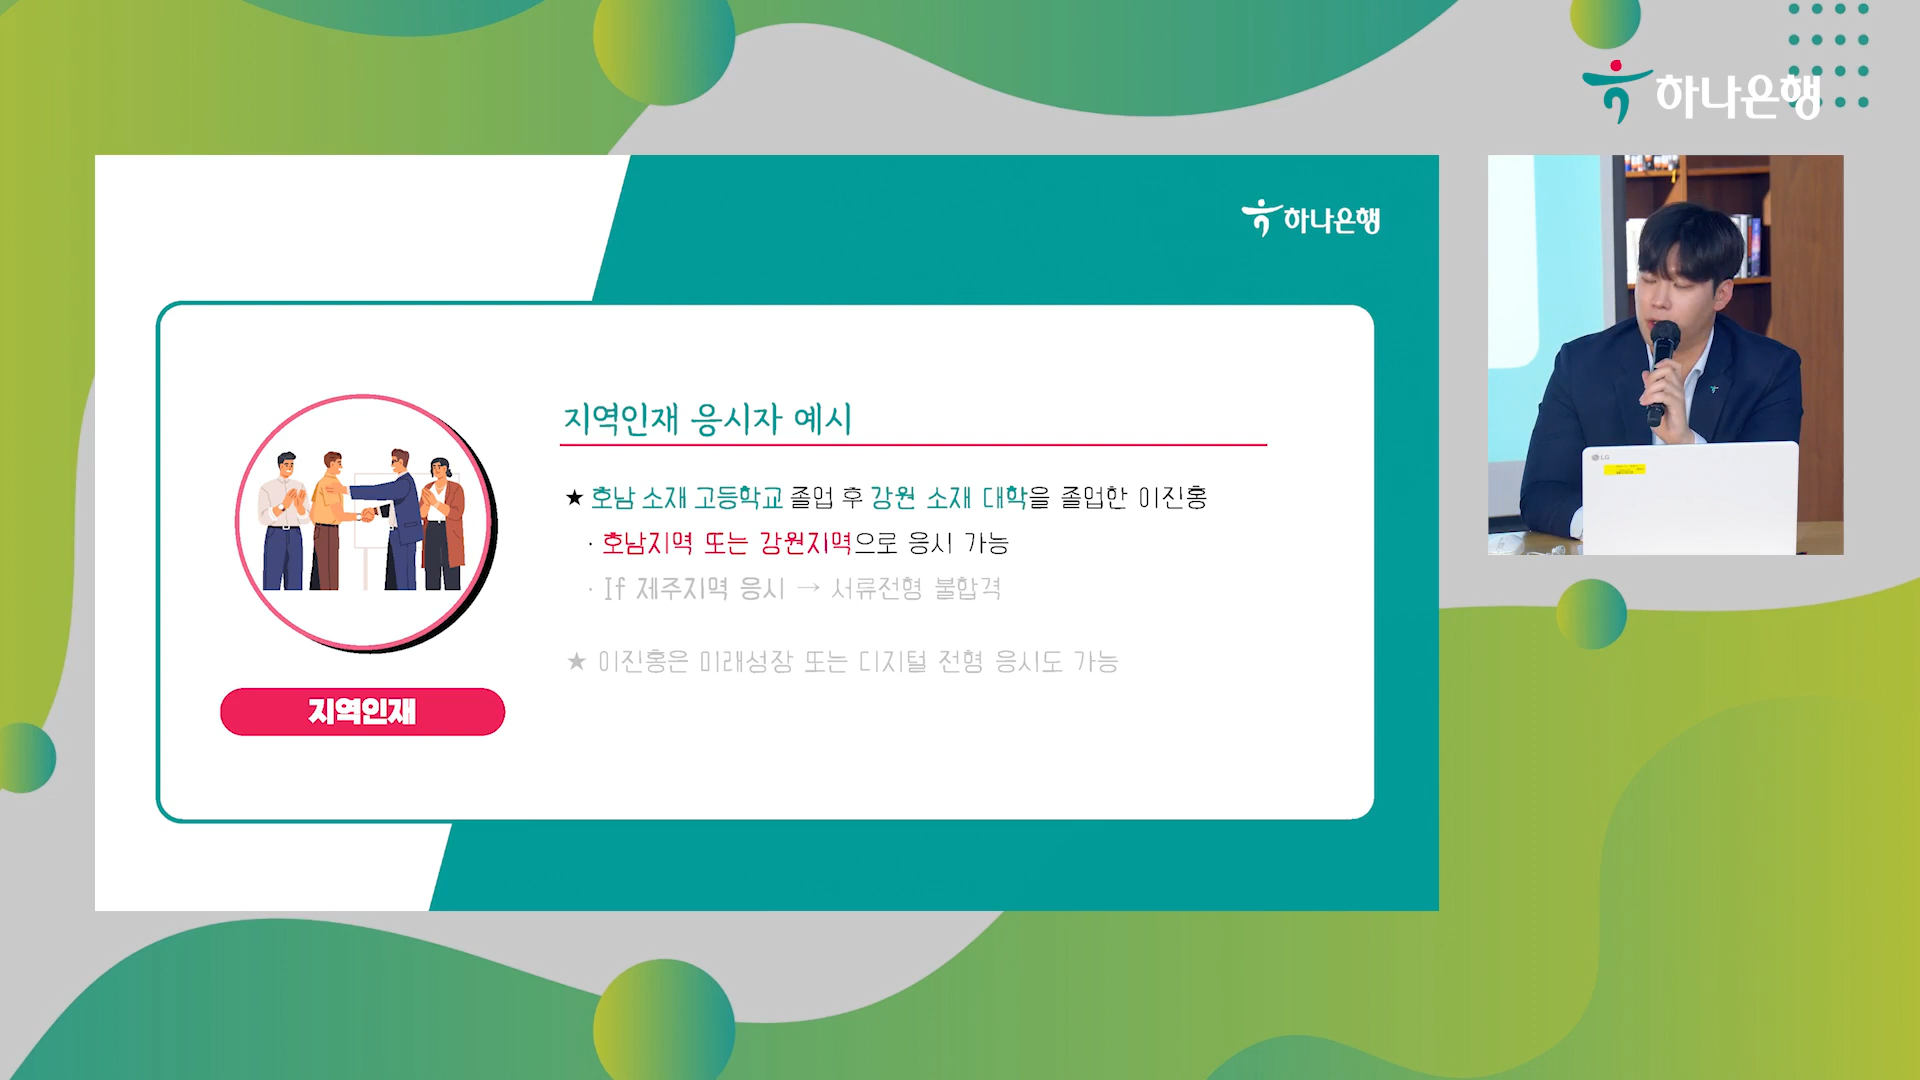 하나은행
하나은행
지역인재 응시자 예시
★ 호남 소재 고등학교 졸업 후 강원 소재 대학을 졸업한 이진홍
· 호남지역 또는 강원지역으로 응시 가능
· If 제주지역 응시 → 서류전형 불합격
★ 이진홍은 미래성장 또는 디지털 전형 응시도 가능
지역인재
LG